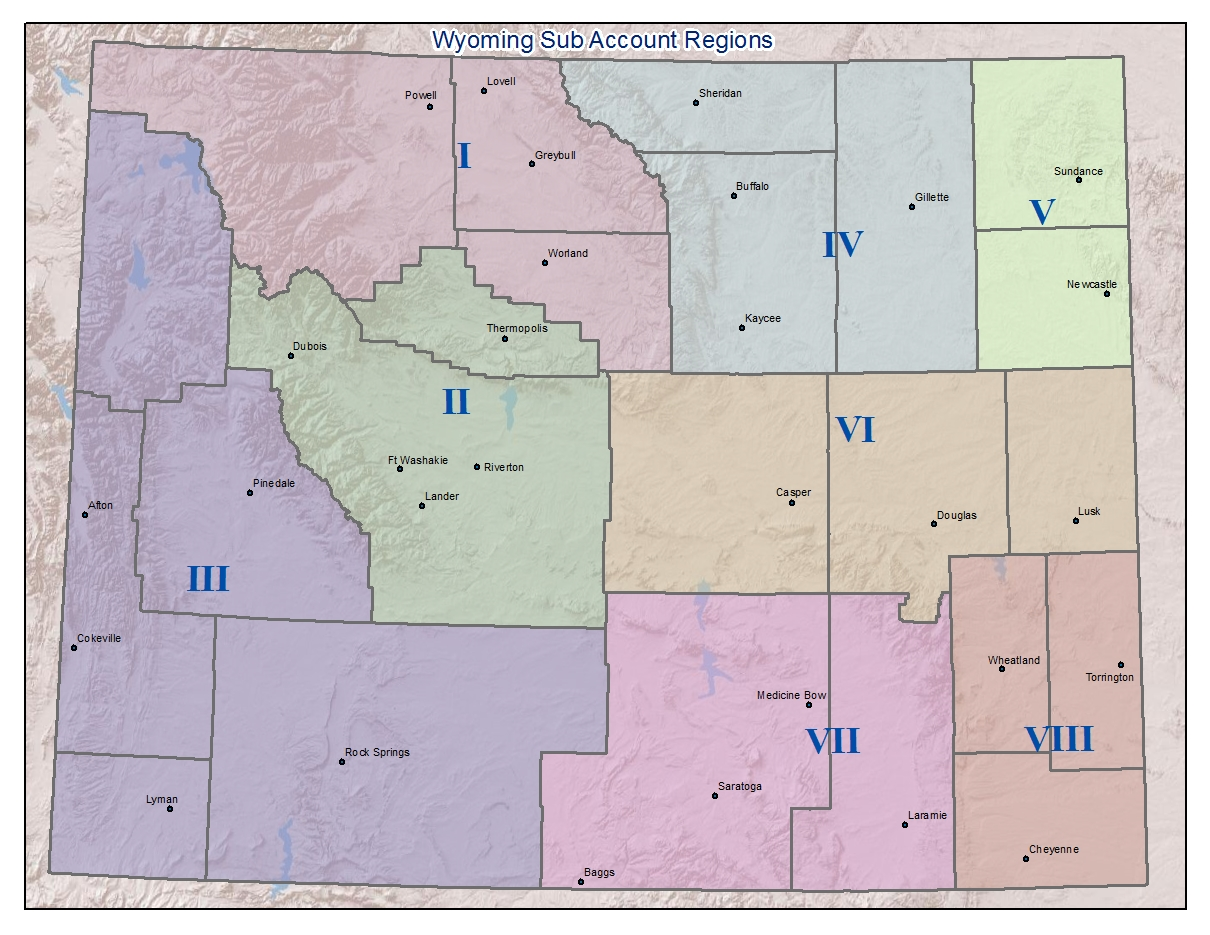 Wyoming Sub Account Regions
Lovell
Powell
Sheridan
I
Greybull
Sundance
Buffalo
Gillette
V
IV
Worland
Newcastle
Kaycee
Thermopolis
Dubois
II
VI
Ft Washakie
Riverton
Pinedale
Lander
Casper
Afton
Douglas
Lusk
III
Cokeville
Wheatland
Torrington
Medicine Bow
VII
VIII
Rock Springs
Saratoga
Lyman
Laramie
Cheyenne
Baggs